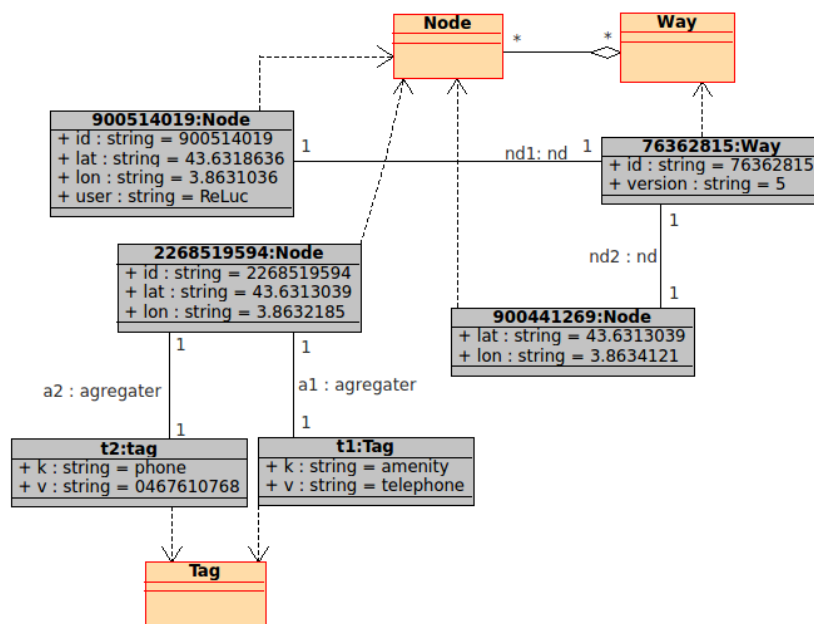 Node
Way
*
*
900514019:Node
+ id : string = 900514019
+ lat : string = 43.6318636
+ lon : string = 3.8631036
+ user : string = ReLuc
1
nd1: nd
1
76362815:Way
+ id : string = 76362815
+ version : string = 5
1
nd2 : nd
1
2268519594:Node
+ id : string = 2268519594
+ lat : string = 43.6313039
+ lon : string = 3.8632185
900441269:Node
+ lat : string = 43.6313039
+ lon : string = 3.8634121
1
1
a2 : agregater
a1 : agregater
1
1
t2:tag
+ k : string = phone
+ v : string = 0467610768
t1:Tag
+ k : string = amenity
+ v : string = telephone
Tag